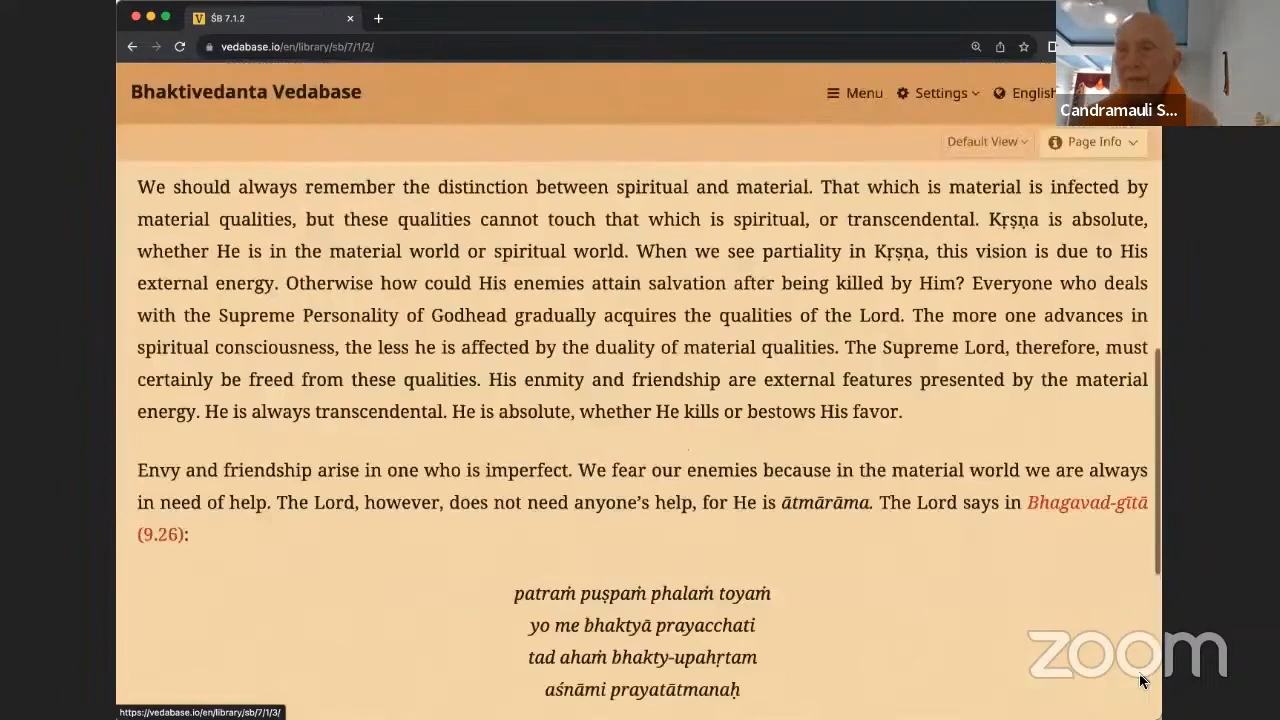 ŚB 7.1.2
vedabase.io/en/library/sb/7/1/2/
Bhaktivedanta Vedabase
Menu
Settings
English
Candramauli S...
Default View
Page Info
We should always remember the distinction between spiritual and material. That which is material is infected by
material qualities, but these qualities cannot touch that which is spiritual, or transcendental. Kṛṣṇa is absolute,
whether He is in the material world or spiritual world. When we see partiality in Kṛṣṇa, this vision is due to His
external energy. Otherwise how could His enemies attain salvation after being killed by Him? Everyone who deals
with the Supreme Personality of Godhead gradually acquires the qualities of the Lord. The more one advances in
spiritual consciousness, the less he is affected by the duality of material qualities. The Supreme Lord, therefore, must
certainly be freed from these qualities. His enmity and friendship are external features presented by the material
energy. He is always transcendental. He is absolute, whether He kills or bestows His favor.
Envy and friendship arise in one who is imperfect. We fear our enemies because in the material world we are always
in need of help. The Lord, however, does not need anyone’s help, for He is ātmārāma. The Lord says in Bhagavad-gītā
(9.26):
patraṁ puṣpaṁ phalaṁ toyaṁ
yo me bhaktyā prayacchati
tad ahaṁ bhakty-upahṛtam
aśnāmi prayatātmanaḥ
zoom
https://vedabase.io/en/library/sb/7/1/3/